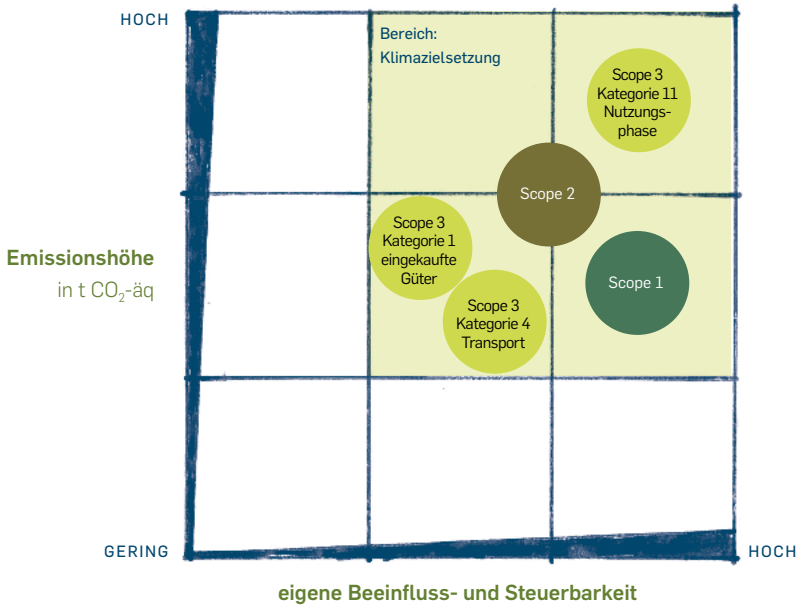 HOCH
Bereich:
Klimazielsetzung
Scope 3
Kategorie 11
Nutzungs-
phase
Scope 2
Scope 3
Kategorie 1
eingekaufte
Güter
Emissionshöhe
in t CO₂-äq
Scope 1
Scope 3
Kategorie 4
Transport
GERING
HOCH
eigene Beeinfluss- und Steuerbarkeit